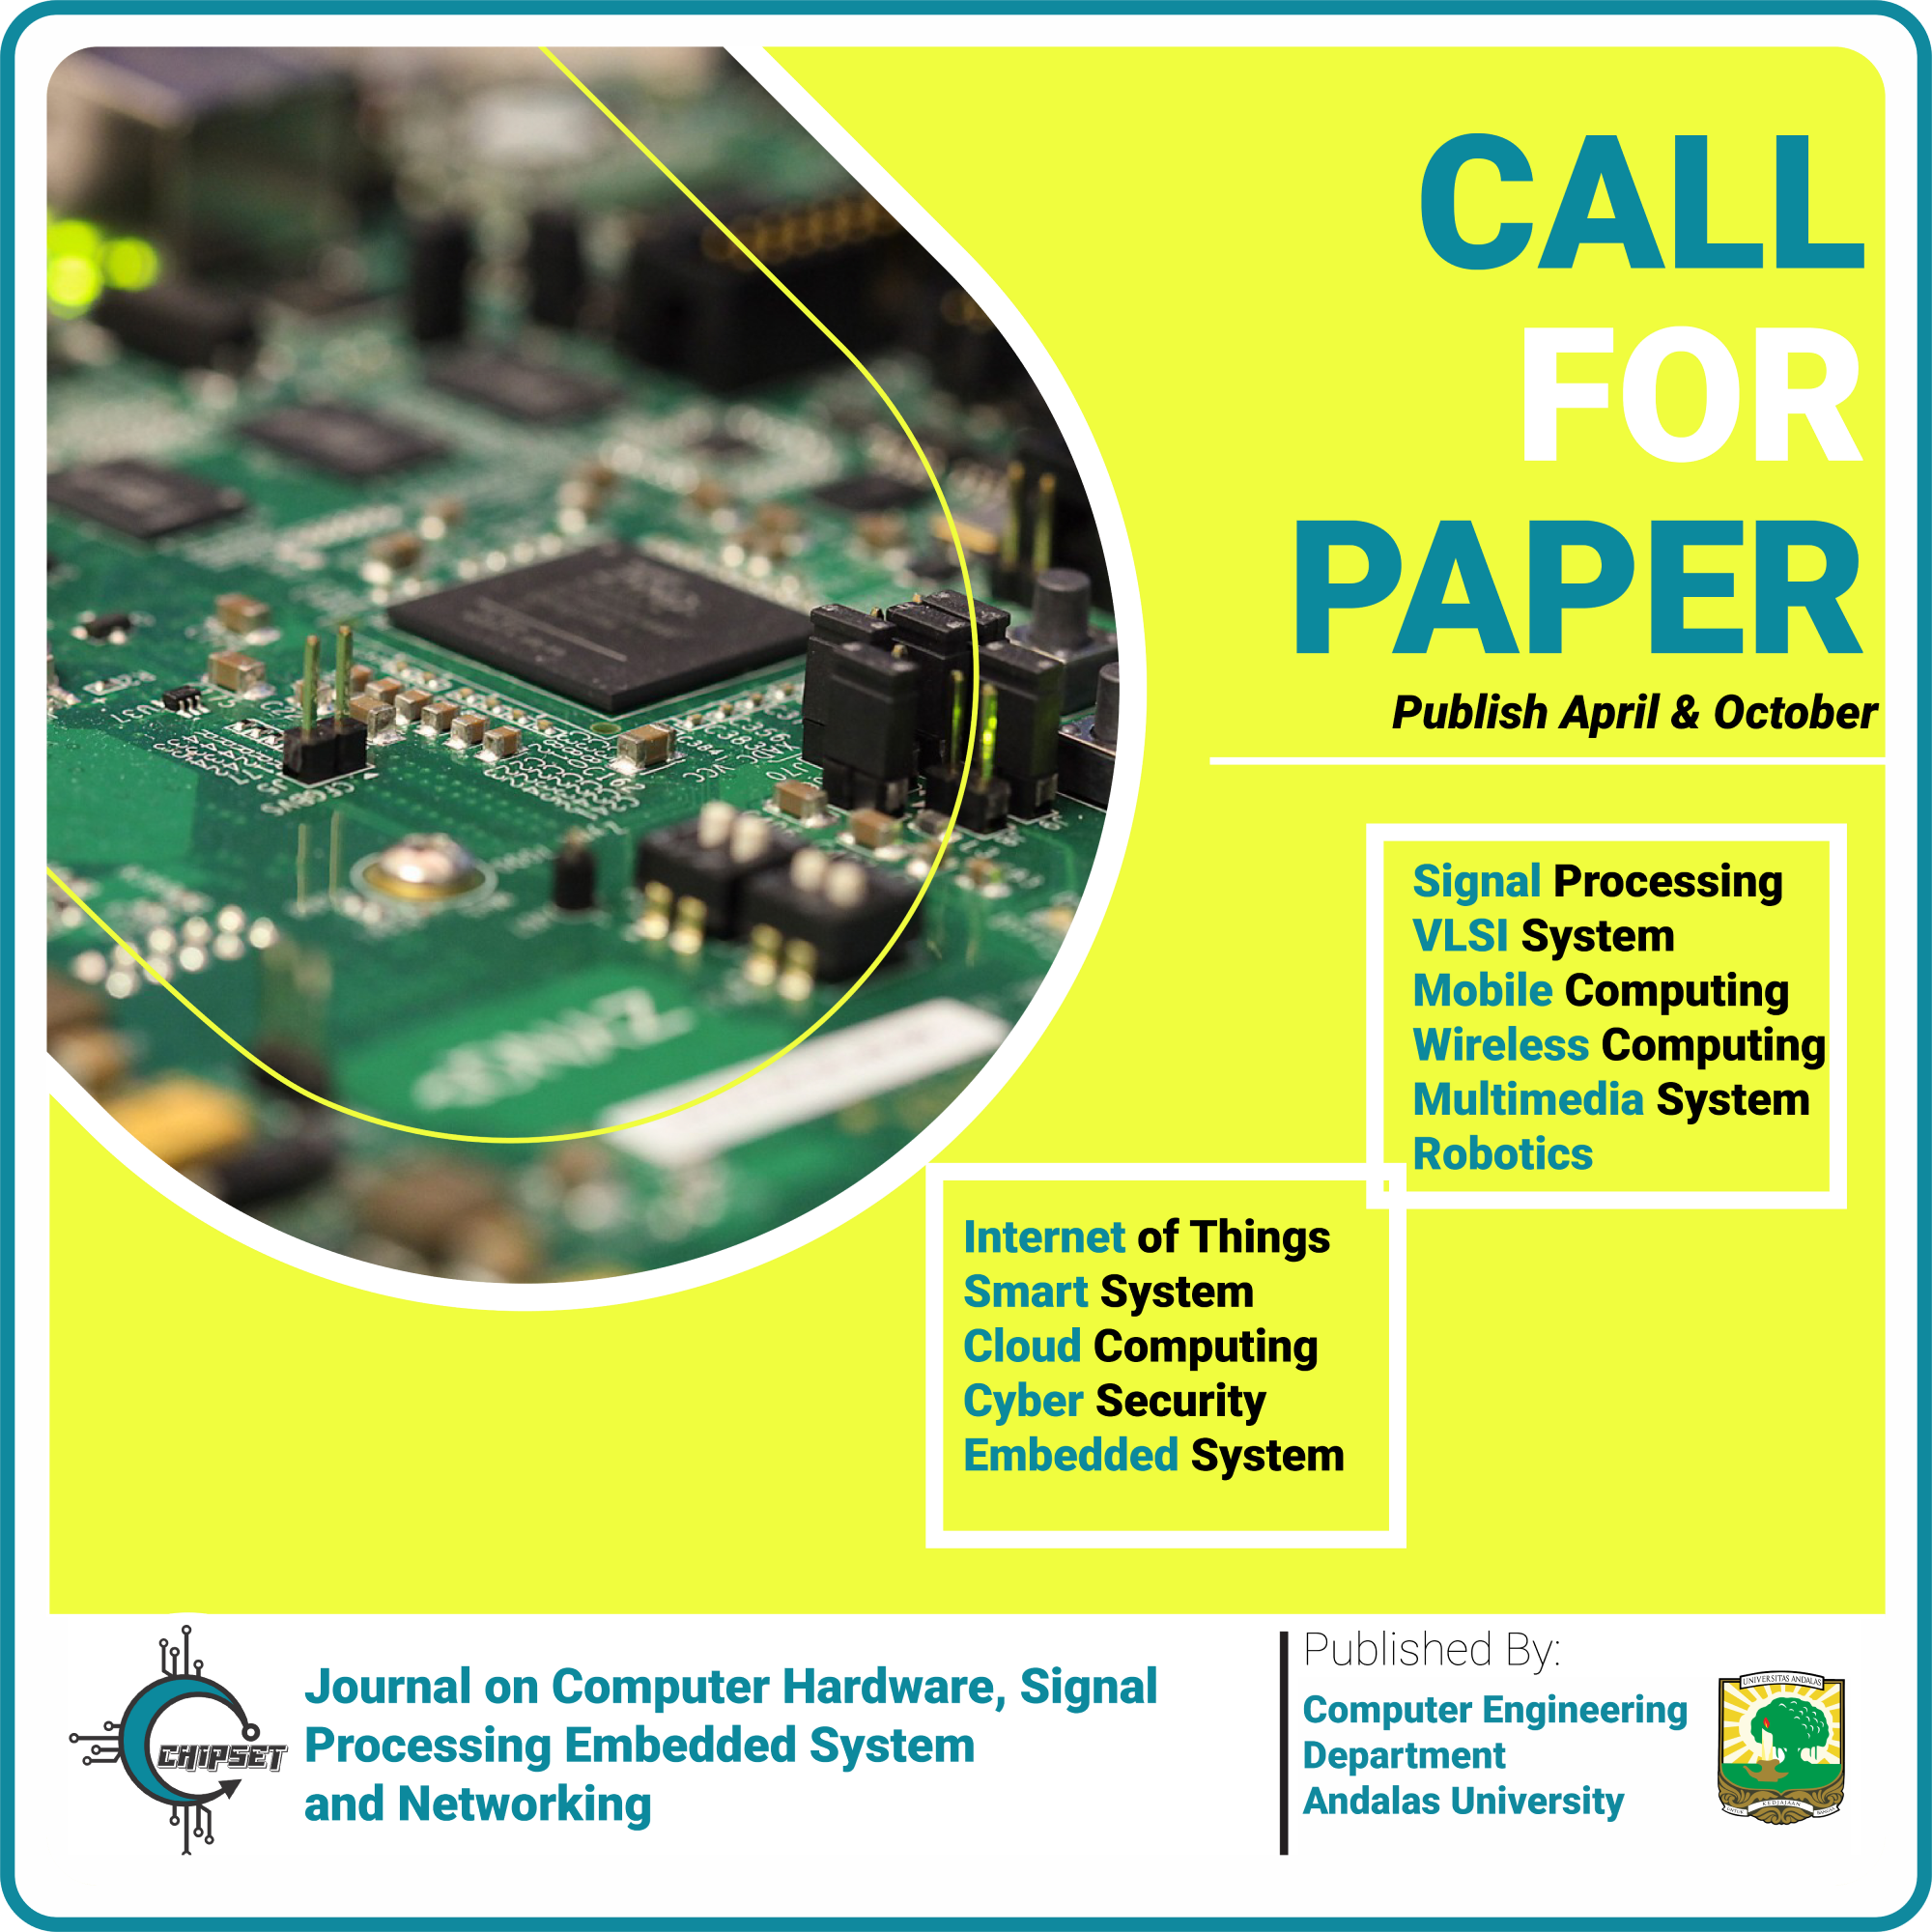 CALL
FOR
PAPER
Publish April & October
Signal Processing
VLSI System
Mobile Computing
Wireless Computing
Multimedia System
Robotics
Internet of Things
Smart System
Cloud Computing
Cyber Security
Embedded System
CHIPSET
Journal on Computer Hardware, Signal
Processing Embedded System
and Networking
Published By:
Computer Engineering
Department
Andalas University
UNIVERSITAS ANDALAS
UNTUK KEDJAJAAN BANGSA